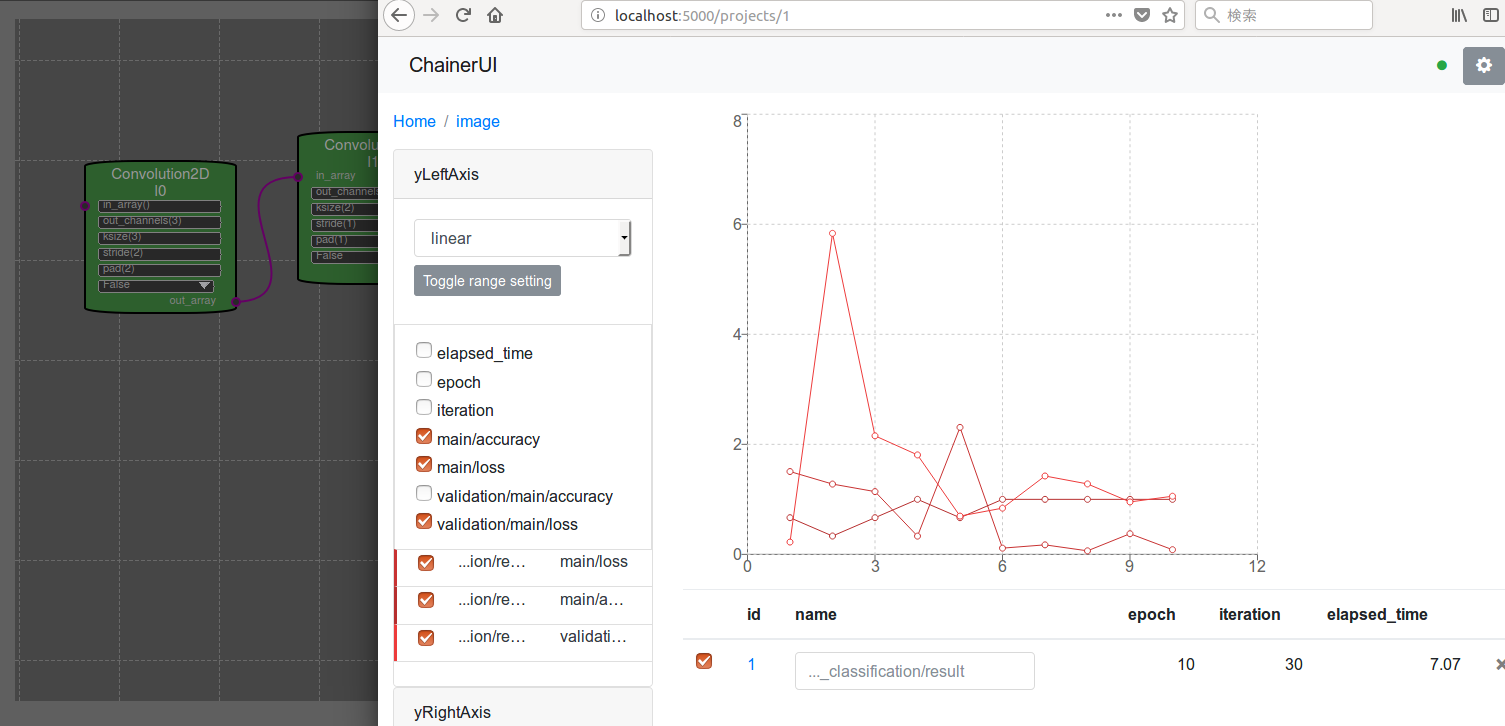 localhost:5000/projects/1
検索
ChainerUI
Home / image
Convolution2D
l0
in_array()
out_channels(3)
ksize(3)
stride(2)
pad(2)
False
out_array
Convolu
l1
in_array
out_channels
ksize(2)
stride(1)
pad(1)
False
yLeftAxis
linear
Toggle range setting
elapsed_time
epoch
iteration
main/accuracy
main/loss
validation/main/accuracy
validation/main/loss
...ion/re… main/loss
...ion/re… main/a…
...ion/re… validati…
yRightAxis
8
6
4
2
0
0 3 6 9 12
id name epoch iteration elapsed_time
1 ..._classification/result 10 30 7.07